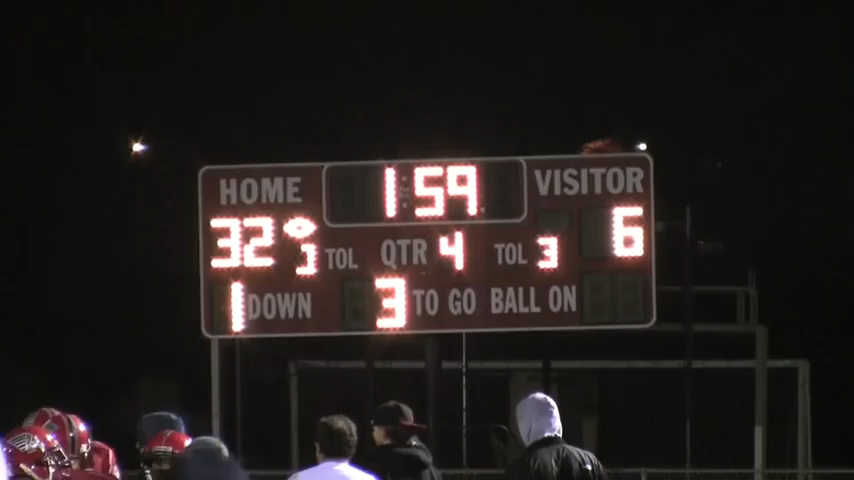 HOME 1:59 VISITOR
32 3 TOL QTR 4 TOL 3 6
1 DOWN 3 TO GO BALL ON